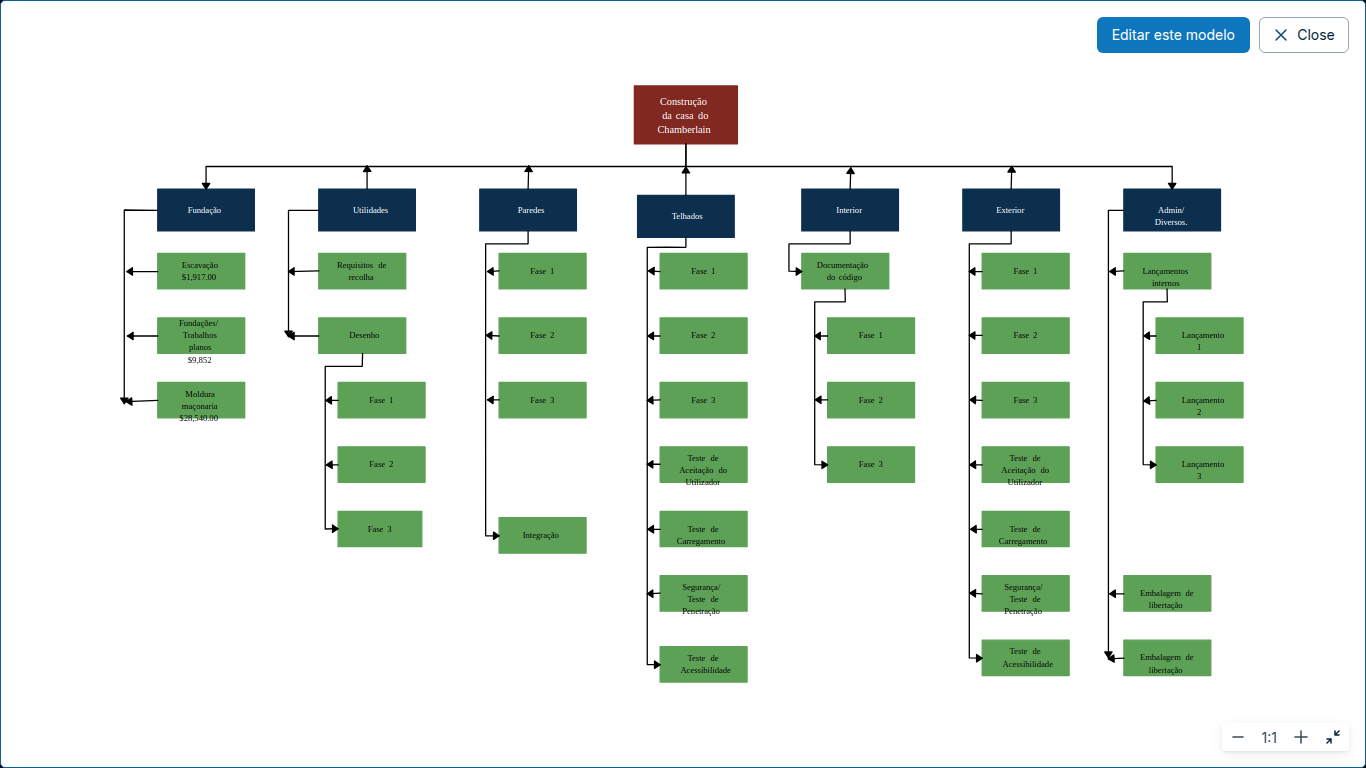 Editar este modelo
Close
Construção
da casa do
Chamberlain
Fundação
Utilidades
Paredes
Telhados
Interior
Exterior
Admin/
Diversos.
Escavação
$1,917.00
Fundações/
Trabalhos
planos
$9,852
Moldura
maçonaria
$28,540.00
Requisitos de
recolha
Desenho
Fase 1
Fase 2
Fase 3
Fase 1
Fase 2
Fase 3
Integração
Fase 1
Fase 2
Fase 3
Teste de
Aceitação do
Utilizador
Teste de
Carregamento
Segurança/
Teste de
Penetração
Teste de
Acessibilidade
Documentação
do código
Fase 1
Fase 2
Fase 3
Fase 1
Fase 2
Fase 3
Teste de
Aceitação do
Utilizador
Teste de
Carregamento
Segurança/
Teste de
Penetração
Teste de
Acessibilidade
Lançamentos
internos
Lançamento
1
Lançamento
2
Lançamento
3
Embalagem de
libertação
Embalagem de
libertação
1:1